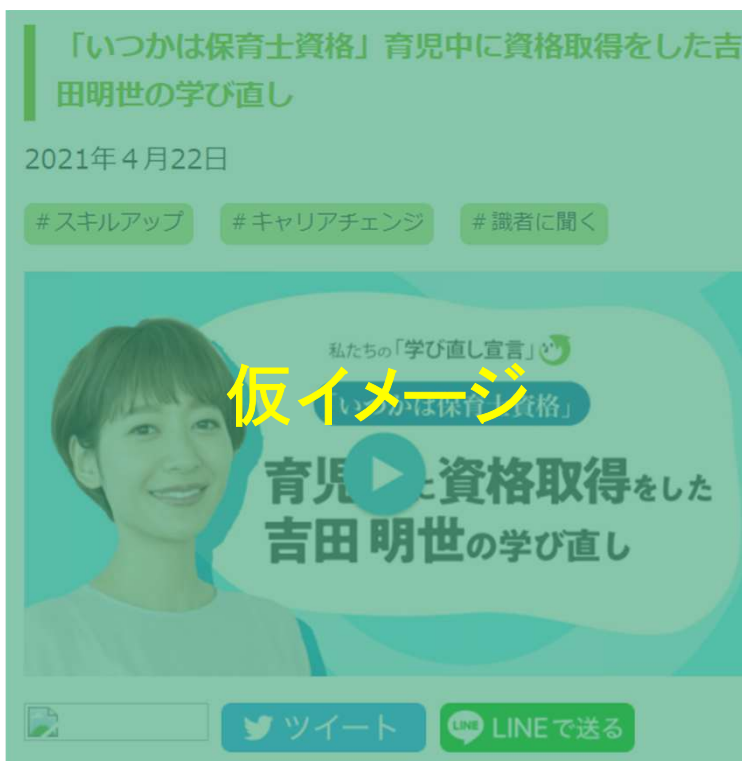 「いつかは保育士資格」育児中に資格取得をした吉
田明世の学び直し
2021年４月22日
#スキルアップ #キャリアチェンジ #識者に聞く
私たちの「学び直し宣言」
仮イメージ
「いつかは保育士資格」
育児中に資格取得をした
吉田明世の学び直し
ツイート LINEで送る
LINE